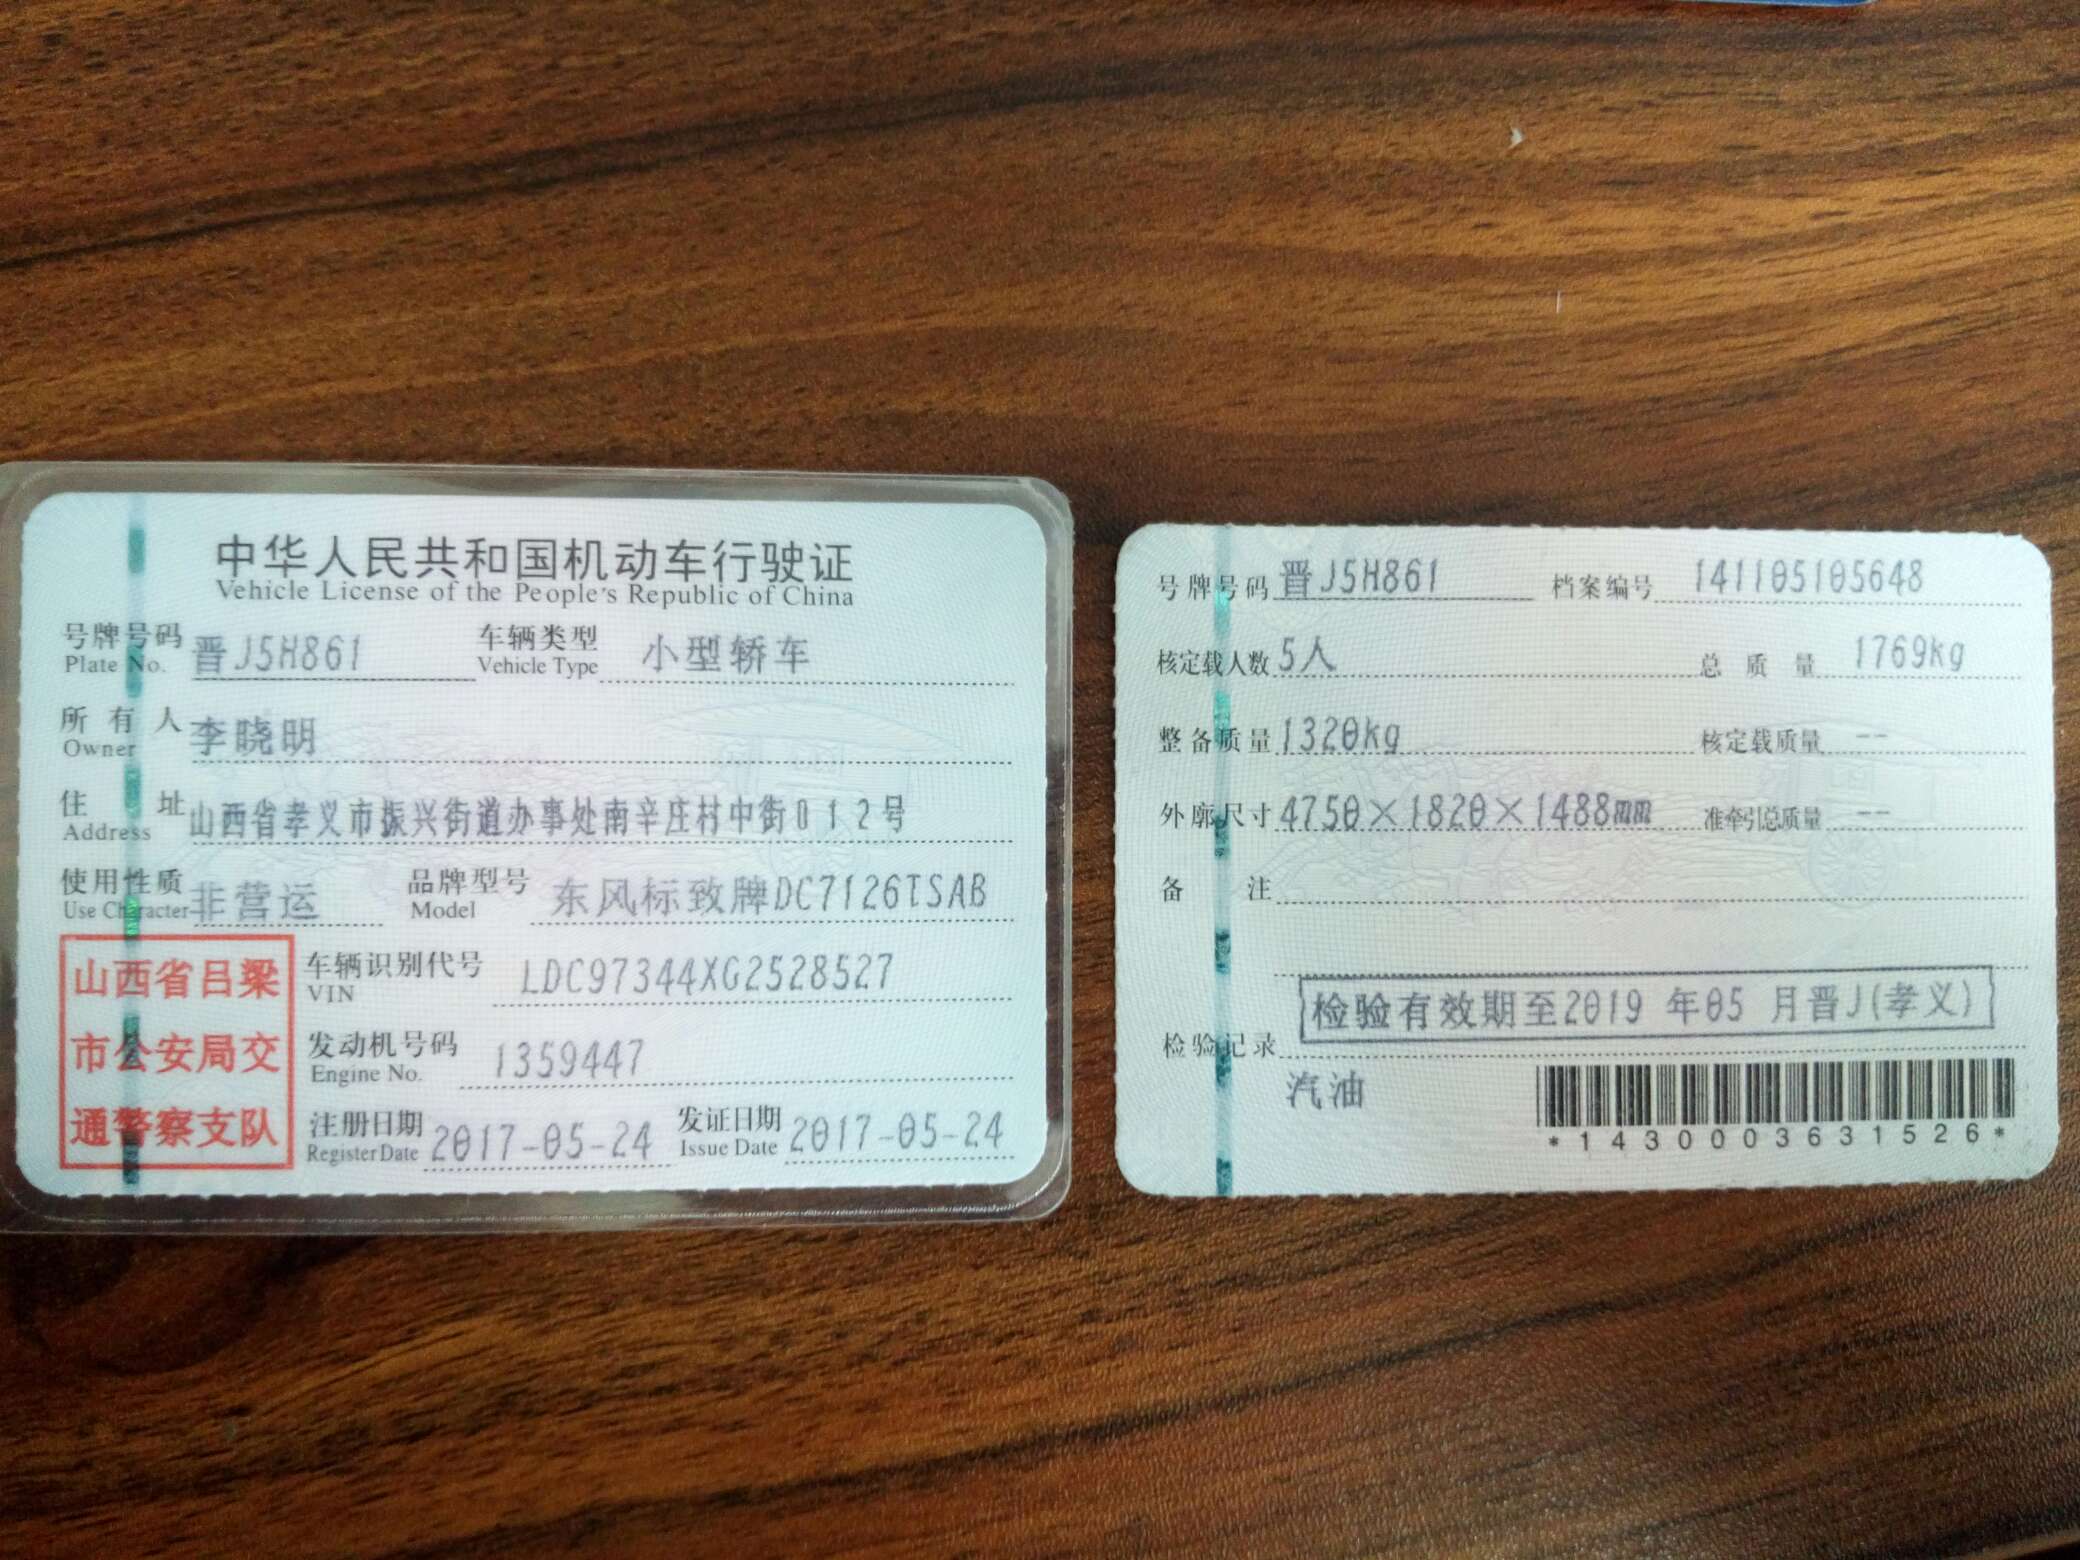 中华人民共和国机动车行驶证
Vehicle License of the People's Republic of China
号牌号码 晋J5H861 车辆类型 小型轿车
Plate No. Vehicle Type
所有人 李晓明
Owner
住址 山西省孝义市振兴街道办事处南辛庄村中街012号
Address
使用性质 非营运 品牌型号 东风标致牌DC7126TSAB
Use Character Model
山西省吕梁
市公安局交
通警察支队
车辆识别代号 LDC97344XG2528527
VIN
发动机号码 1359447
Engine No.
注册日期 2017-05-24 发证日期 2017-05-24
Register Date Issue Date
号牌号码 晋J5H861 档案编号 141105105648
核定载人数 5人 总质量 1769kg
整备质量 1320kg 核定载质量 --
外廓尺寸 4750×1820×1488mm 准牵引总质量 --
备注
检验有效期至2019 年05 月晋J(孝义)
检验记录
汽油
*1430003631526*